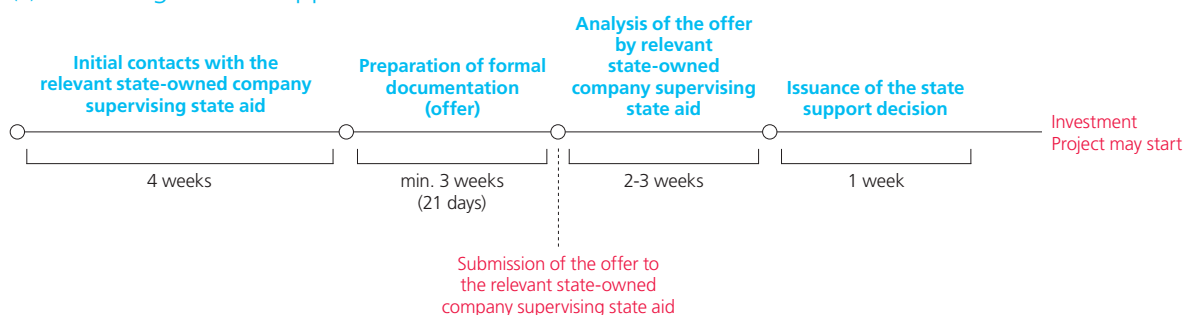 Initial contacts with the
relevant state-owned company
supervising state aid
Preparation of formal
documentation
(offer)
Analysis of the offer
by relevant
state-owned
company supervising
state aid
Issuance of the state
support decision
Investment
Project may start
4 weeks
min. 3 weeks
(21 days)
2-3 weeks
1 week
Submission of the offer to
the relevant state-owned
company supervising state aid